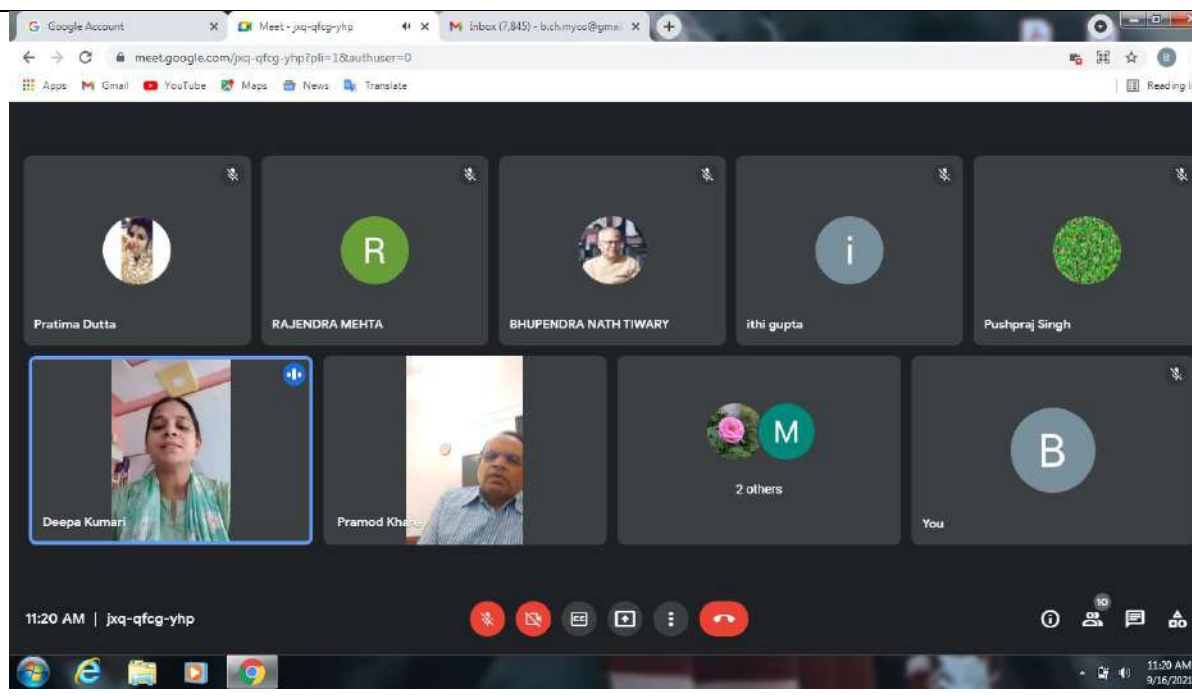 Google Account
Meet - jxq-qfcg-yhp
Inbox (7,845) - b.ch.myco@gmai
meet.google.com/jxq-qfcg-yhp?pli=1&authuser=0
B
Apps Gmail YouTube Maps News Translate
Reading li
R
i
Pratima Dutta
RAJENDRA MEHTA
BHUPENDRA NATH TIWARY
ithi gupta
Pushpraj Singh
M
B
2 others
Deepa Kumari
Pramod Khare
You
11:20 AM | jxq-qfcg-yhp
CC
10
11:20 AM
9/16/2021